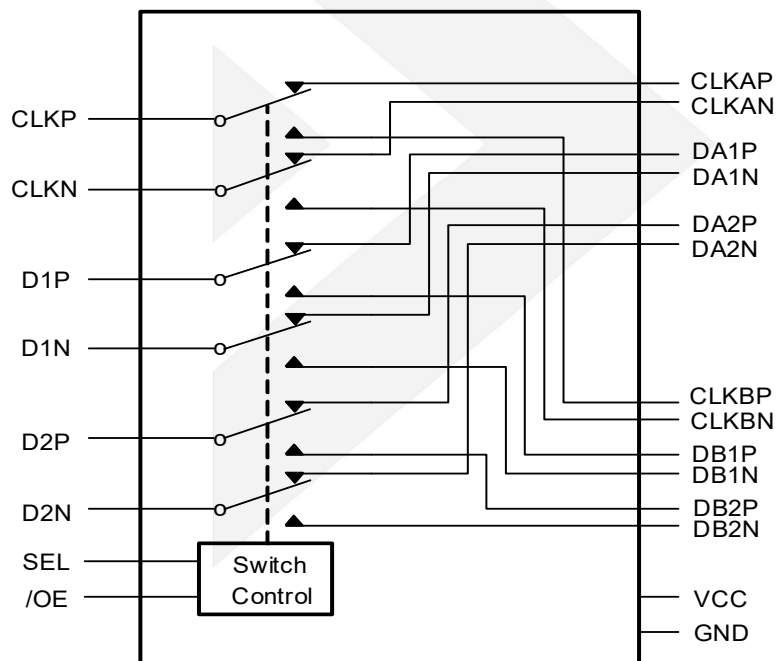 CLKP
CLKN
D1P
D1N
D2P
D2N
SEL
/OE
Switch
Control
CLKAP
CLKAN
DA1P
DA1N
DA2P
DA2N
CLKBP
CLKBN
DB1P
DB1N
DB2P
DB2N
VCC
GND